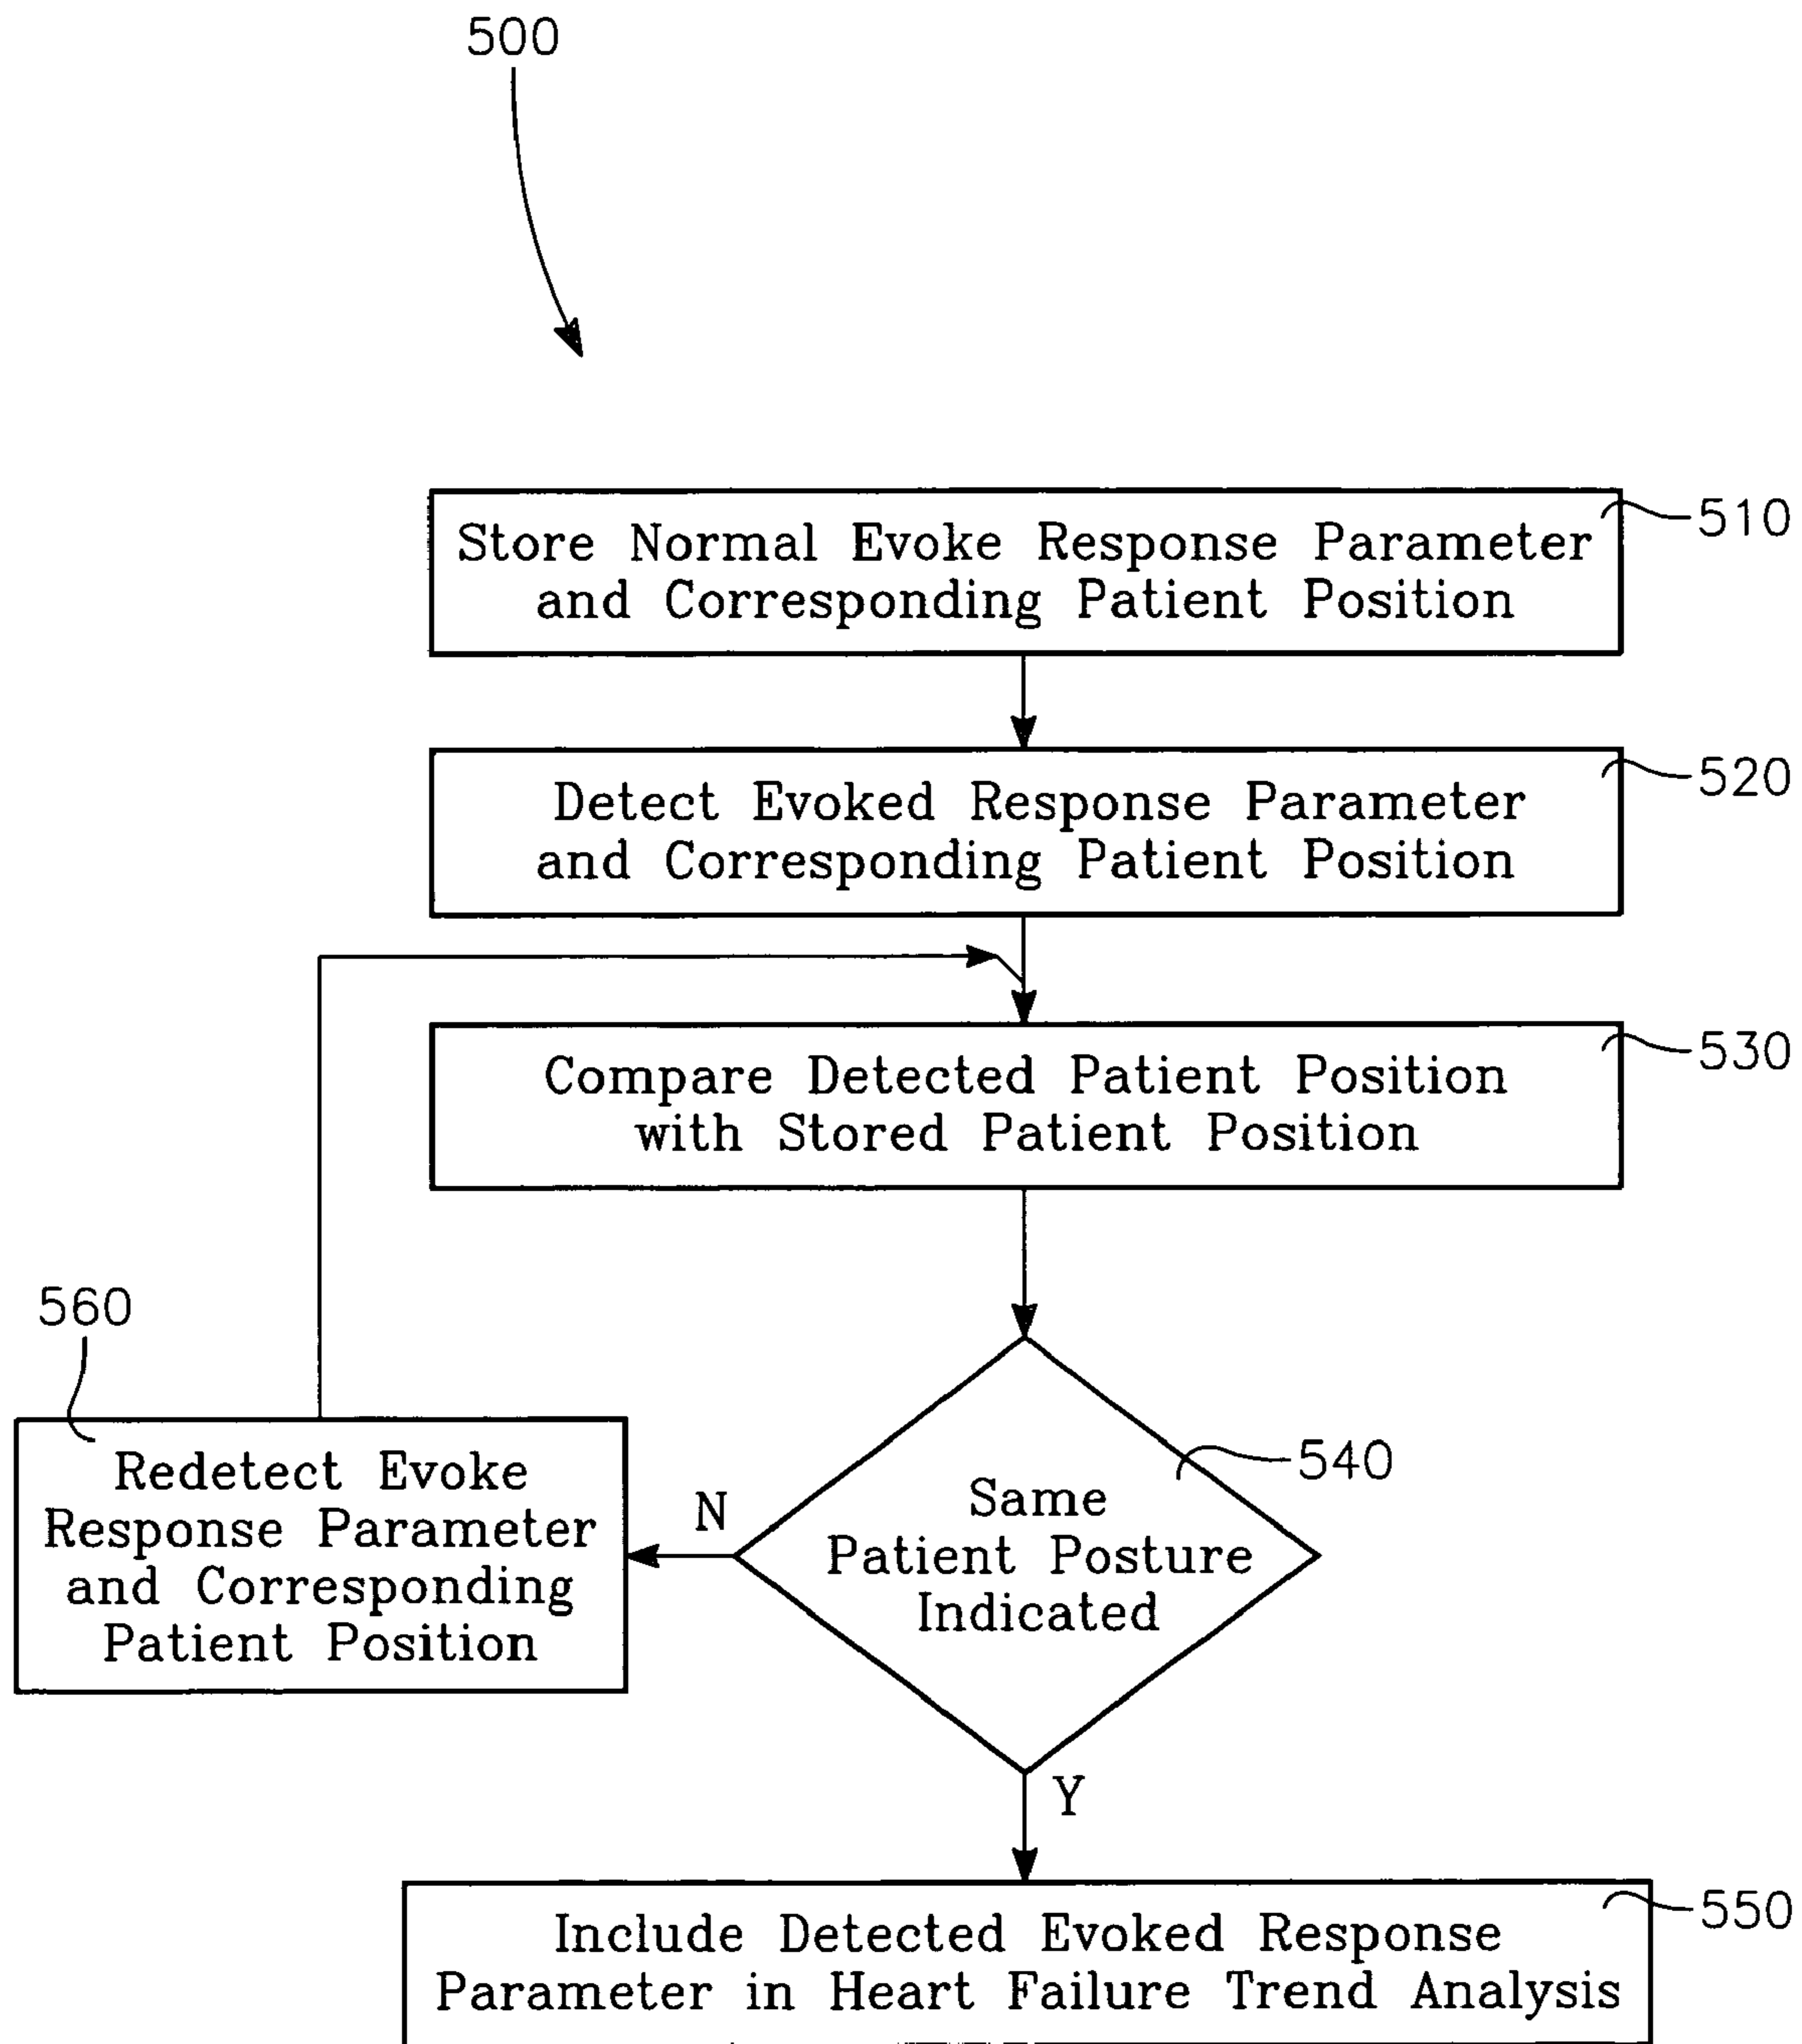 500
Store Normal Evoke Response Parameter
and Corresponding Patient Position
510
Detect Evoked Response Parameter
and Corresponding Patient Position
520
Compare Detected Patient Position
with Stored Patient Position
530
560
Redetect Evoke
Response Parameter
and Corresponding
Patient Position
N
Same
Patient Posture
Indicated
540
Y
Include Detected Evoked Response
Parameter in Heart Failure Trend Analysis
550